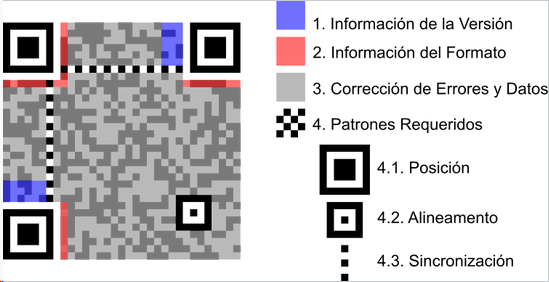 1. Información de la Versión
2. Información del Formato
3. Corrección de Errores y Datos
4. Patrones Requeridos
4.1. Posición
4.2. Alineamento
4.3. Sincronización